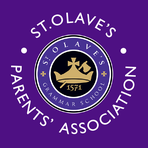 ST. OLAVE'S
PARENTS' ASSOCIATION
ST OLAVE'S
GRAMMAR SCHOOL
1571